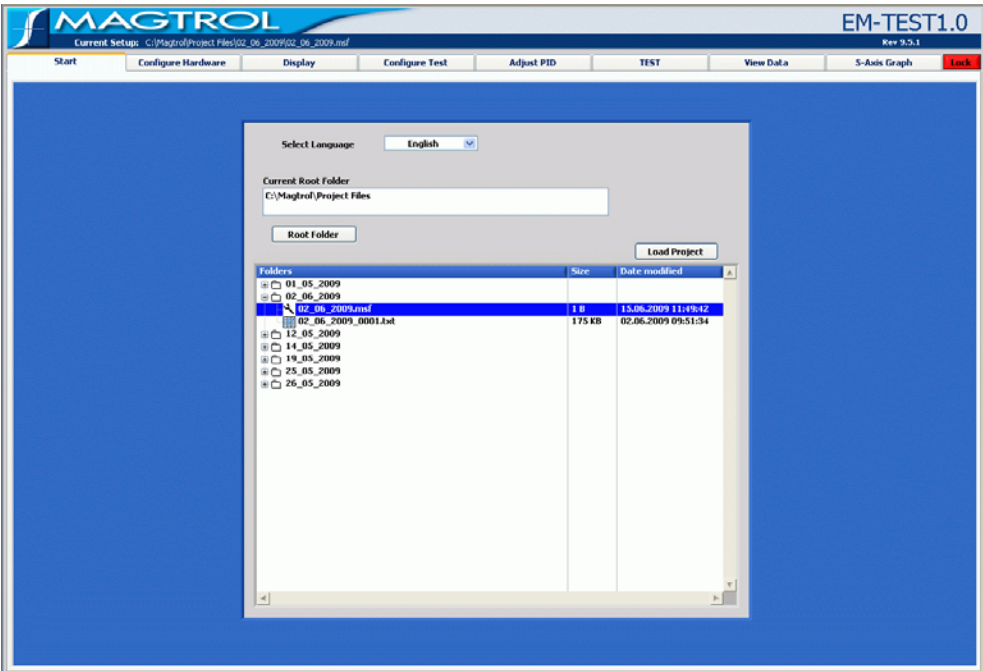 MAGTROL
EM-TEST1.0
Current Setup: C:\Magtrol\Project Files\02_06_2009\02_06_2009.msf
Rev 9.5.1
Start Configure Hardware Display Configure Test Adjust PID TEST View Data 5-Axis Graph Lock
Select Language English
Current Root Folder
C:\Magtrol\Project Files
Root Folder
Load Project
Folders Size Date modified
01_05_2009
02_06_2009
02_06_2009.msf 1 B 15.06.2009 11:49:42
02_06_2009_0001.txt 175 KB 02.06.2009 09:51:34
12_05_2009
14_05_2009
19_05_2009
25_05_2009
26_05_2009